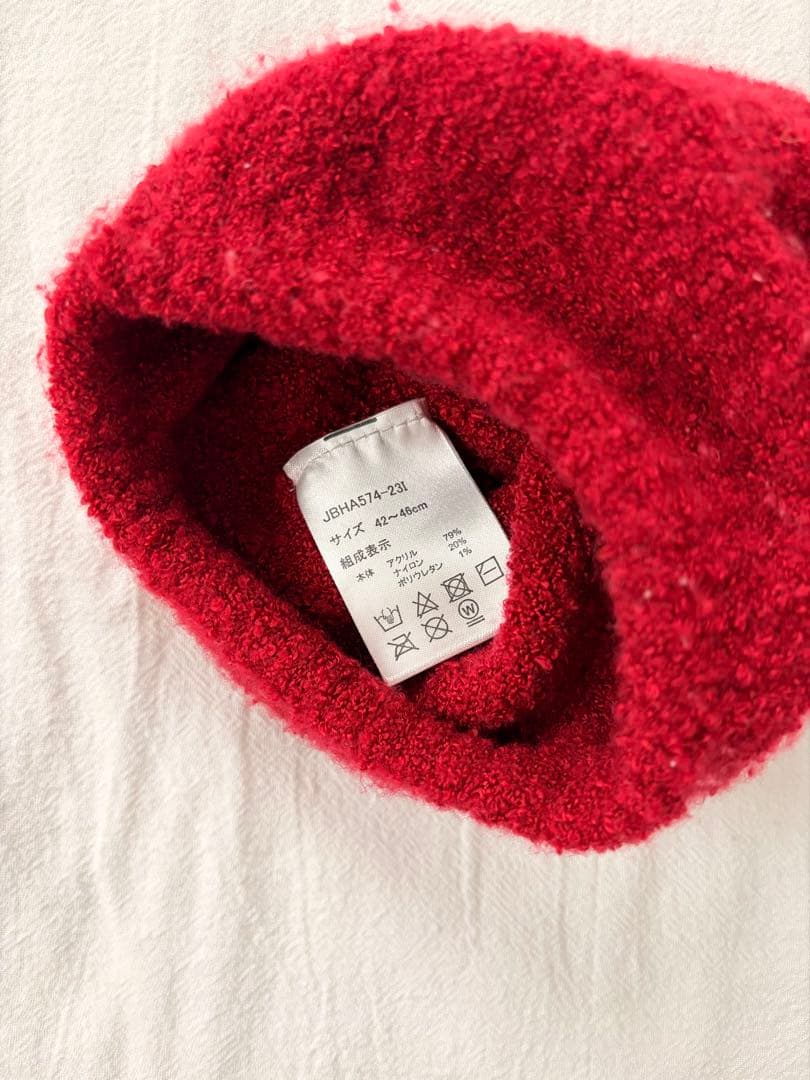 JBHA574-23I
サイズ 42～46cm
組成表示
本体 アクリル 79%
ナイロン 20%
ポリウレタン 1%
W